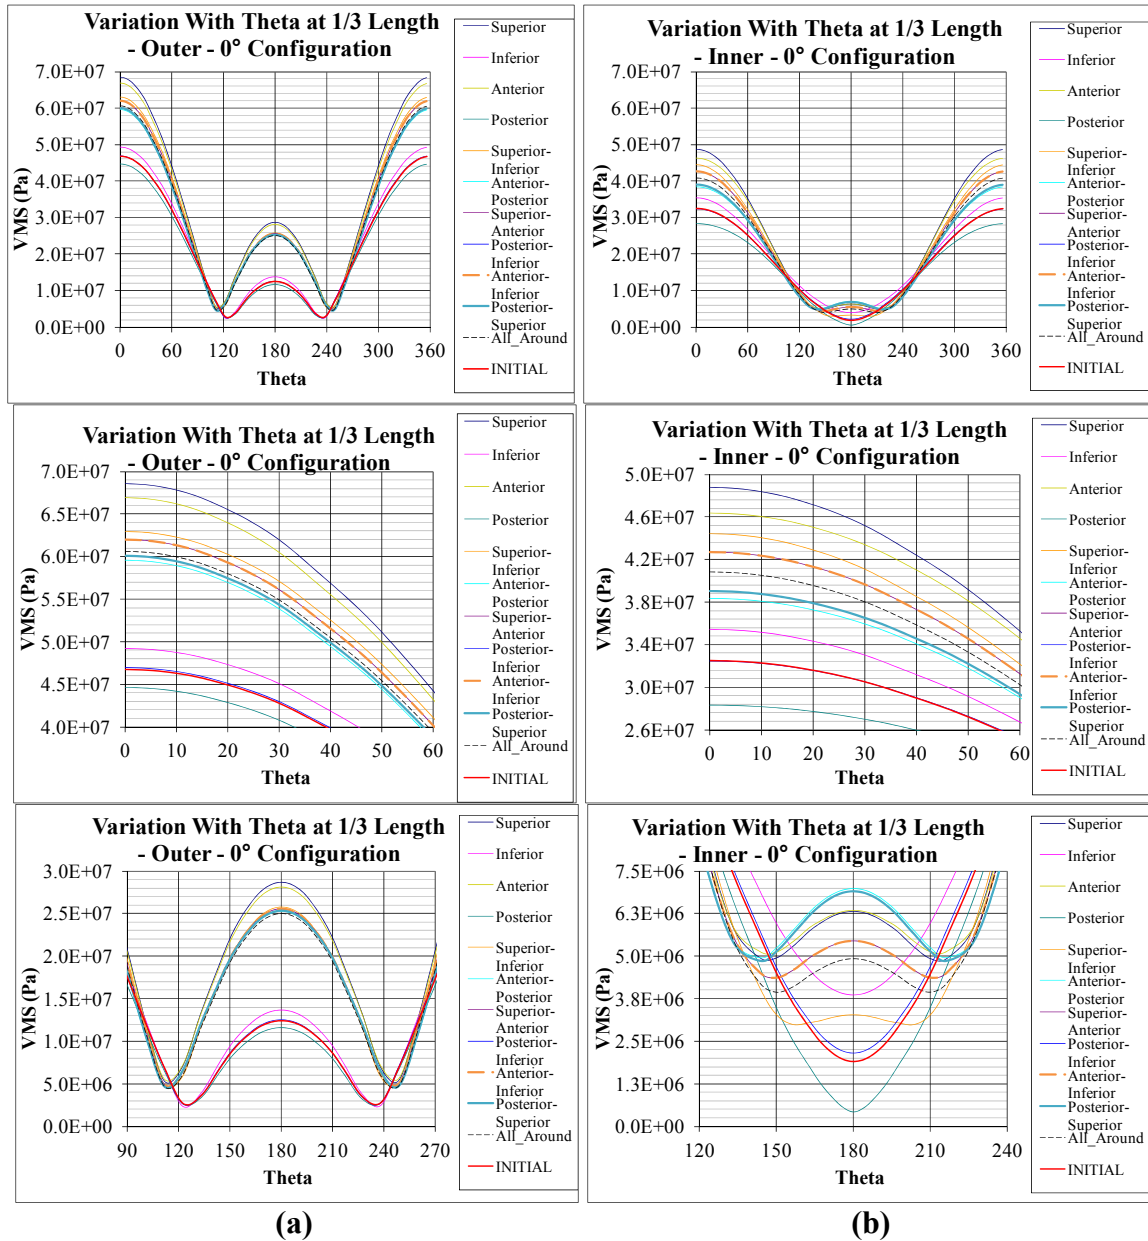 Variation With Theta at 1/3 Length
- Outer - 0° Configuration
7.0E+07
6.0E+07
5.0E+07
4.0E+07
3.0E+07
2.0E+07
1.0E+07
0.0E+00
VMS (Pa)
0 60 120 180 240 300 360
Theta
Superior
Inferior
Anterior
Posterior
Superior-
Inferior
Anterior-
Posterior
Superior-
Anterior
Posterior-
Inferior
Anterior-
Inferior
Posterior-
Superior
All_Around
INITIAL
Variation With Theta at 1/3 Length
- Inner - 0° Configuration
7.0E+07
6.0E+07
5.0E+07
4.0E+07
3.0E+07
2.0E+07
1.0E+07
0.0E+00
VMS (Pa)
0 60 120 180 240 300 360
Theta
Superior
Inferior
Anterior
Posterior
Superior-
Inferior
Anterior-
Posterior
Superior-
Anterior
Posterior-
Inferior
Anterior-
Inferior
Posterior-
Superior
All_Around
INITIAL
Variation With Theta at 1/3 Length
- Outer - 0° Configuration
7.0E+07
6.5E+07
6.0E+07
5.5E+07
5.0E+07
4.5E+07
4.0E+07
VMS (Pa)
0 10 20 30 40 50 60
Theta
Superior
Inferior
Anterior
Posterior
Superior-
Inferior
Anterior-
Posterior
Superior-
Anterior
Posterior-
Inferior
Anterior-
Inferior
Posterior-
Superior
All_Around
INITIAL
Variation With Theta at 1/3 Length
- Inner - 0° Configuration
5.0E+07
4.6E+07
4.2E+07
3.8E+07
3.4E+07
3.0E+07
2.6E+07
VMS (Pa)
0 10 20 30 40 50 60
Theta
Superior
Inferior
Anterior
Posterior
Superior-
Inferior
Anterior-
Posterior
Superior-
Anterior
Posterior-
Inferior
Anterior-
Inferior
Posterior-
Superior
All_Around
INITIAL
Variation With Theta at 1/3 Length
- Outer - 0° Configuration
3.0E+07
2.5E+07
2.0E+07
1.5E+07
1.0E+07
5.0E+06
0.0E+00
VMS (Pa)
90 120 150 180 210 240 270
Theta
Superior
Inferior
Anterior
Posterior
Superior-
Inferior
Anterior-
Posterior
Superior-
Anterior
Posterior-
Inferior
Anterior-
Inferior
Posterior-
Superior
All_Around
INITIAL
Variation With Theta at 1/3 Length
- Inner - 0° Configuration
7.5E+06
6.3E+06
5.0E+06
3.8E+06
2.5E+06
1.3E+06
0.0E+00
VMS (Pa)
120 150 180 210 240
Theta
Superior
Inferior
Anterior
Posterior
Superior-
Inferior
Anterior-
Posterior
Superior-
Anterior
Posterior-
Inferior
Anterior-
Inferior
Posterior-
Superior
All_Around
INITIAL
(a)
(b)